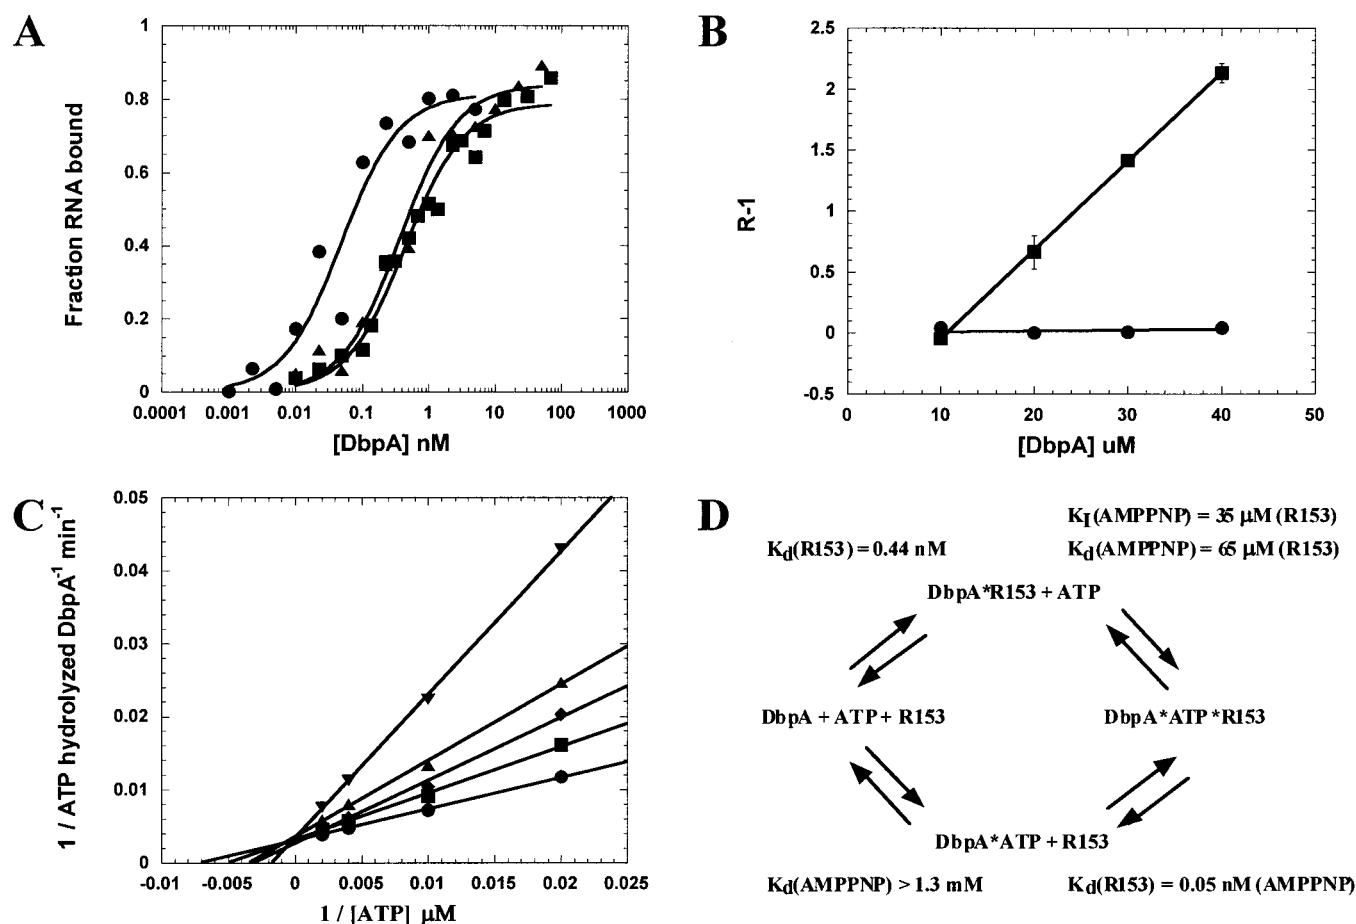 A
Fraction RNA bound
1
0.8
0.6
0.4
0.2
0
0.0001 0.001 0.01 0.1 1 10 100 1000
[DbpA] nM
B
R-1
2.5
2
1.5
1
0.5
0
-0.5
0 10 20 30 40 50
[DbpA] uM
C
1 / ATP hydrolyzed DbpA-1 min-1
0.05
0.04
0.03
0.02
0.01
0
-0.01 -0.005 0 0.005 0.01 0.015 0.02 0.025
1 / [ATP] µM
D
KI(AMPPNP) = 35 µM (R153)
Kd(R153) = 0.44 nM
Kd(AMPPNP) = 65 µM (R153)
DbpA*R153 + ATP
DbpA + ATP + R153
DbpA*ATP*R153
DbpA*ATP + R153
Kd(AMPPNP) > 1.3 mM
Kd(R153) = 0.05 nM (AMPPNP)